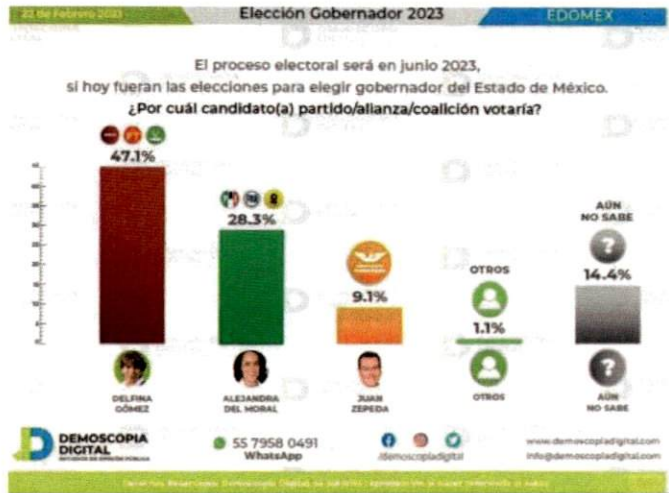 22 de Febrero 2023
Elección Gobernador 2023
EDOMEX
El proceso electoral será en junio 2023,
si hoy fueran las elecciones para elegir gobernador del Estado de México.
¿Por cuál candidato(a) partido/alianza/coalición votaría?
47.1%
28.3%
9.1%
OTROS
1.1%
AÚN
NO SABE
?
14.4%
DELFINA
GÓMEZ
ALEJANDRA
DEL MORAL
JUAN
ZEPEDA
OTROS
?
AÚN
NO SABE
DEMOSCOPIA
DIGITAL
55 7958 0491
WhatsApp
/demoscopiadigital
www.demoscopiadigital.com
info@demoscopiadigital.com